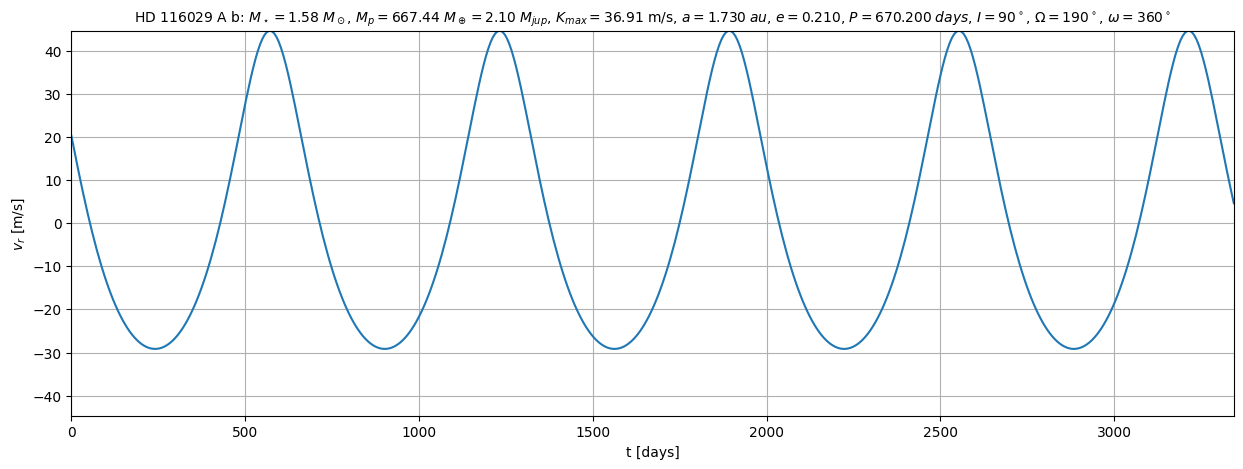 HD 116029 A b: M⋆ = 1.58 M⊙, Mp = 667.44 M⊕ = 2.10 Mjup, Kmax = 36.91 m/s, a = 1.730 au, e = 0.210, P = 670.200 days, I = 90°, Ω = 190°, ω = 360°
40
30
20
10
0
−10
−20
−30
−40
vr [m/s]
0 500 1000 1500 2000 2500 3000
t [days]